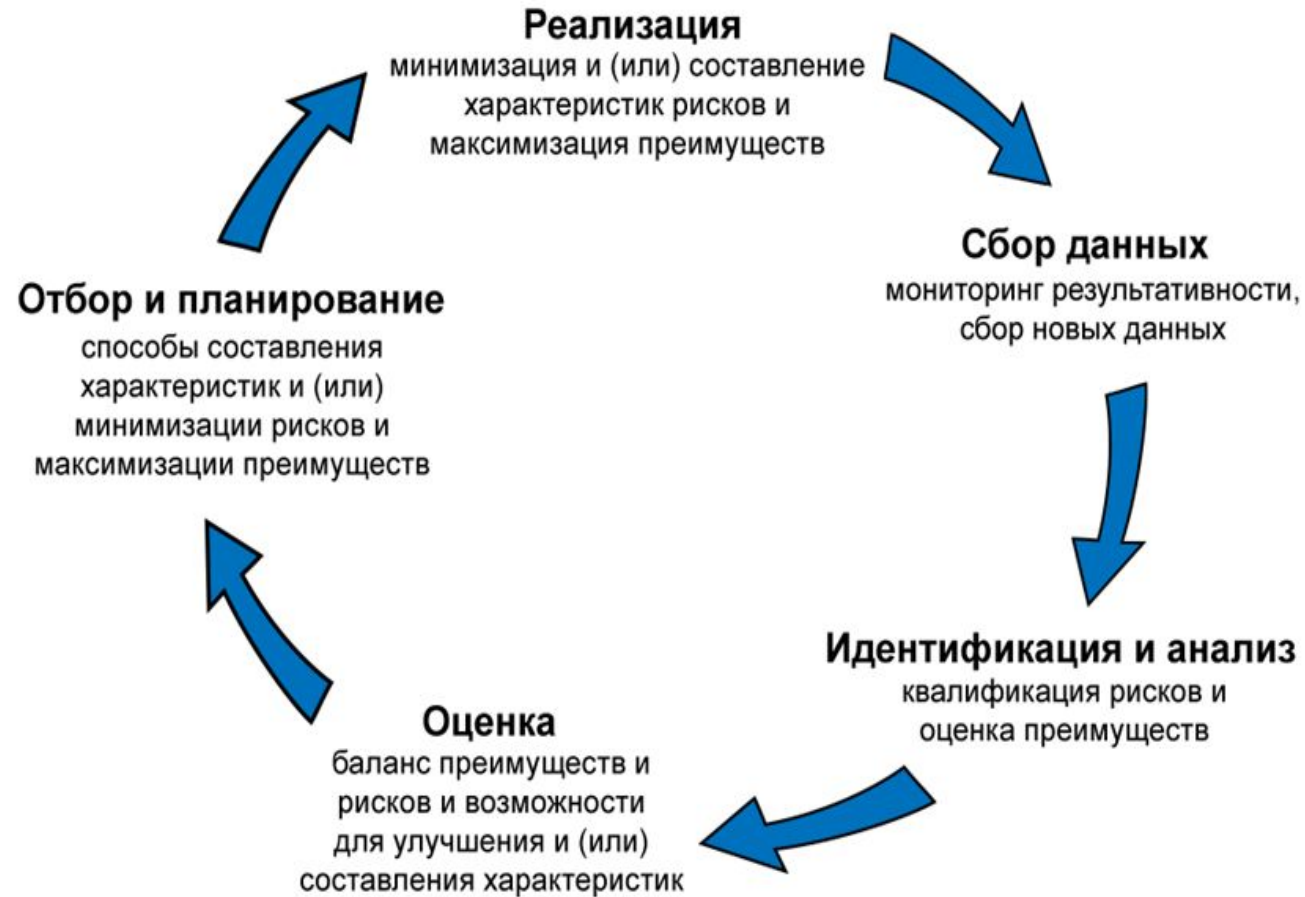 Реализация
минимизация и (или) составление
характеристик рисков и
максимизация преимуществ
Сбор данных
мониторинг результативности,
сбор новых данных
Идентификация и анализ
квалификация рисков и
оценка преимуществ
Оценка
баланс преимуществ и
рисков и возможности
для улучшения и (или)
составления характеристик
Отбор и планирование
способы составления
характеристик и (или)
минимизации рисков и
максимизации преимуществ